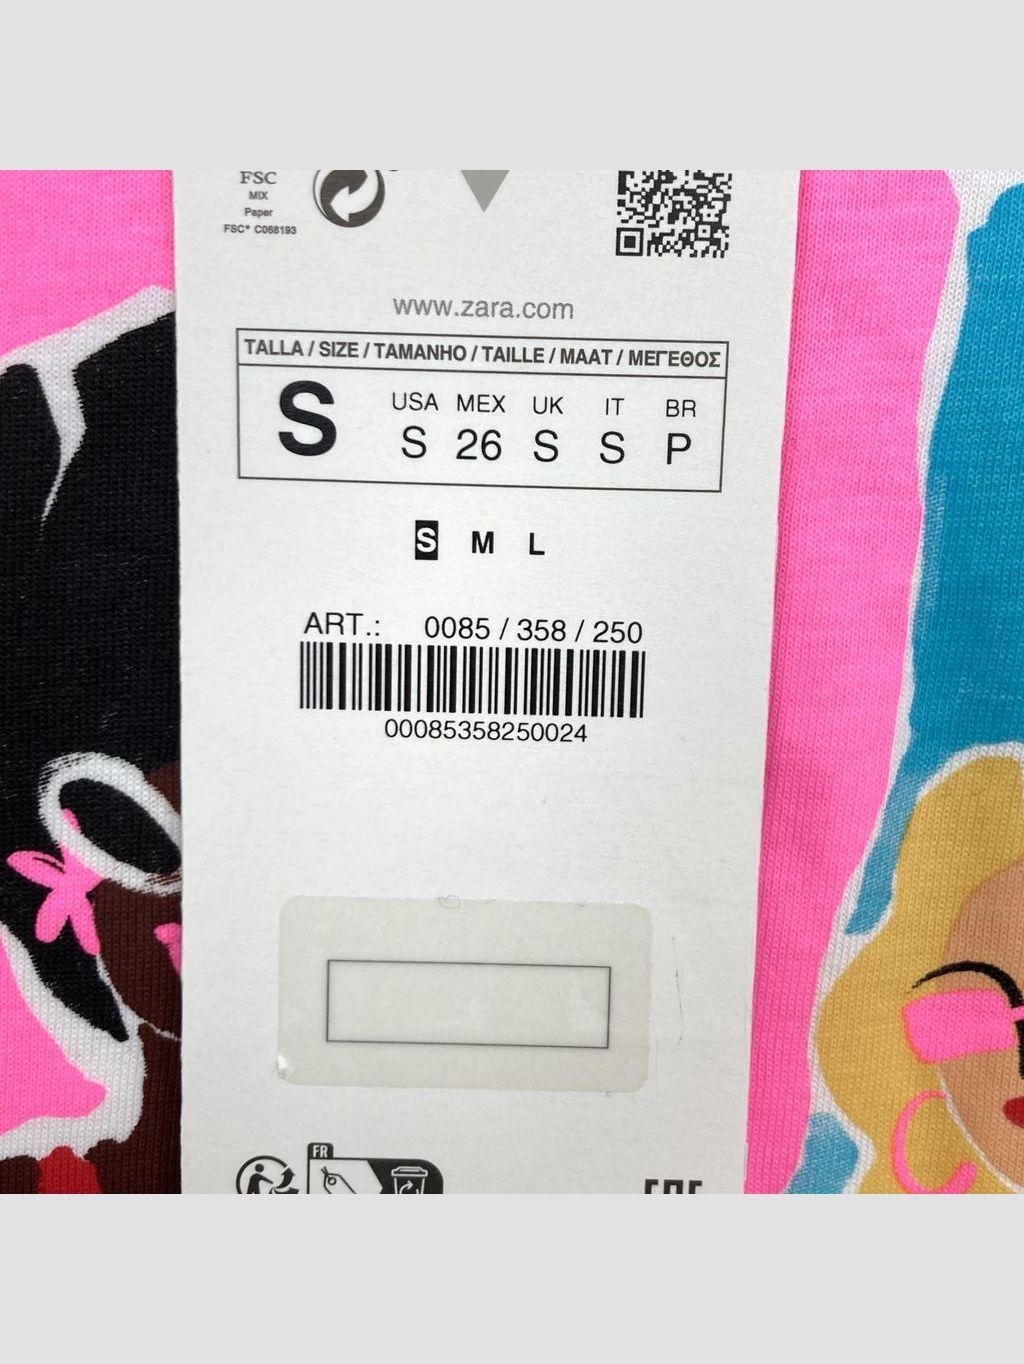 FSC
MIX
Paper
FSC® C068193
www.zara.com
TALLA / SIZE / TAMANHO / TAILLE / MAAT / ΜΕΓΕΘΟΣ
S
USA MEX UK IT BR
S 26 S S P
S M L
ART.: 0085 / 358 / 250
00085358250024
FR